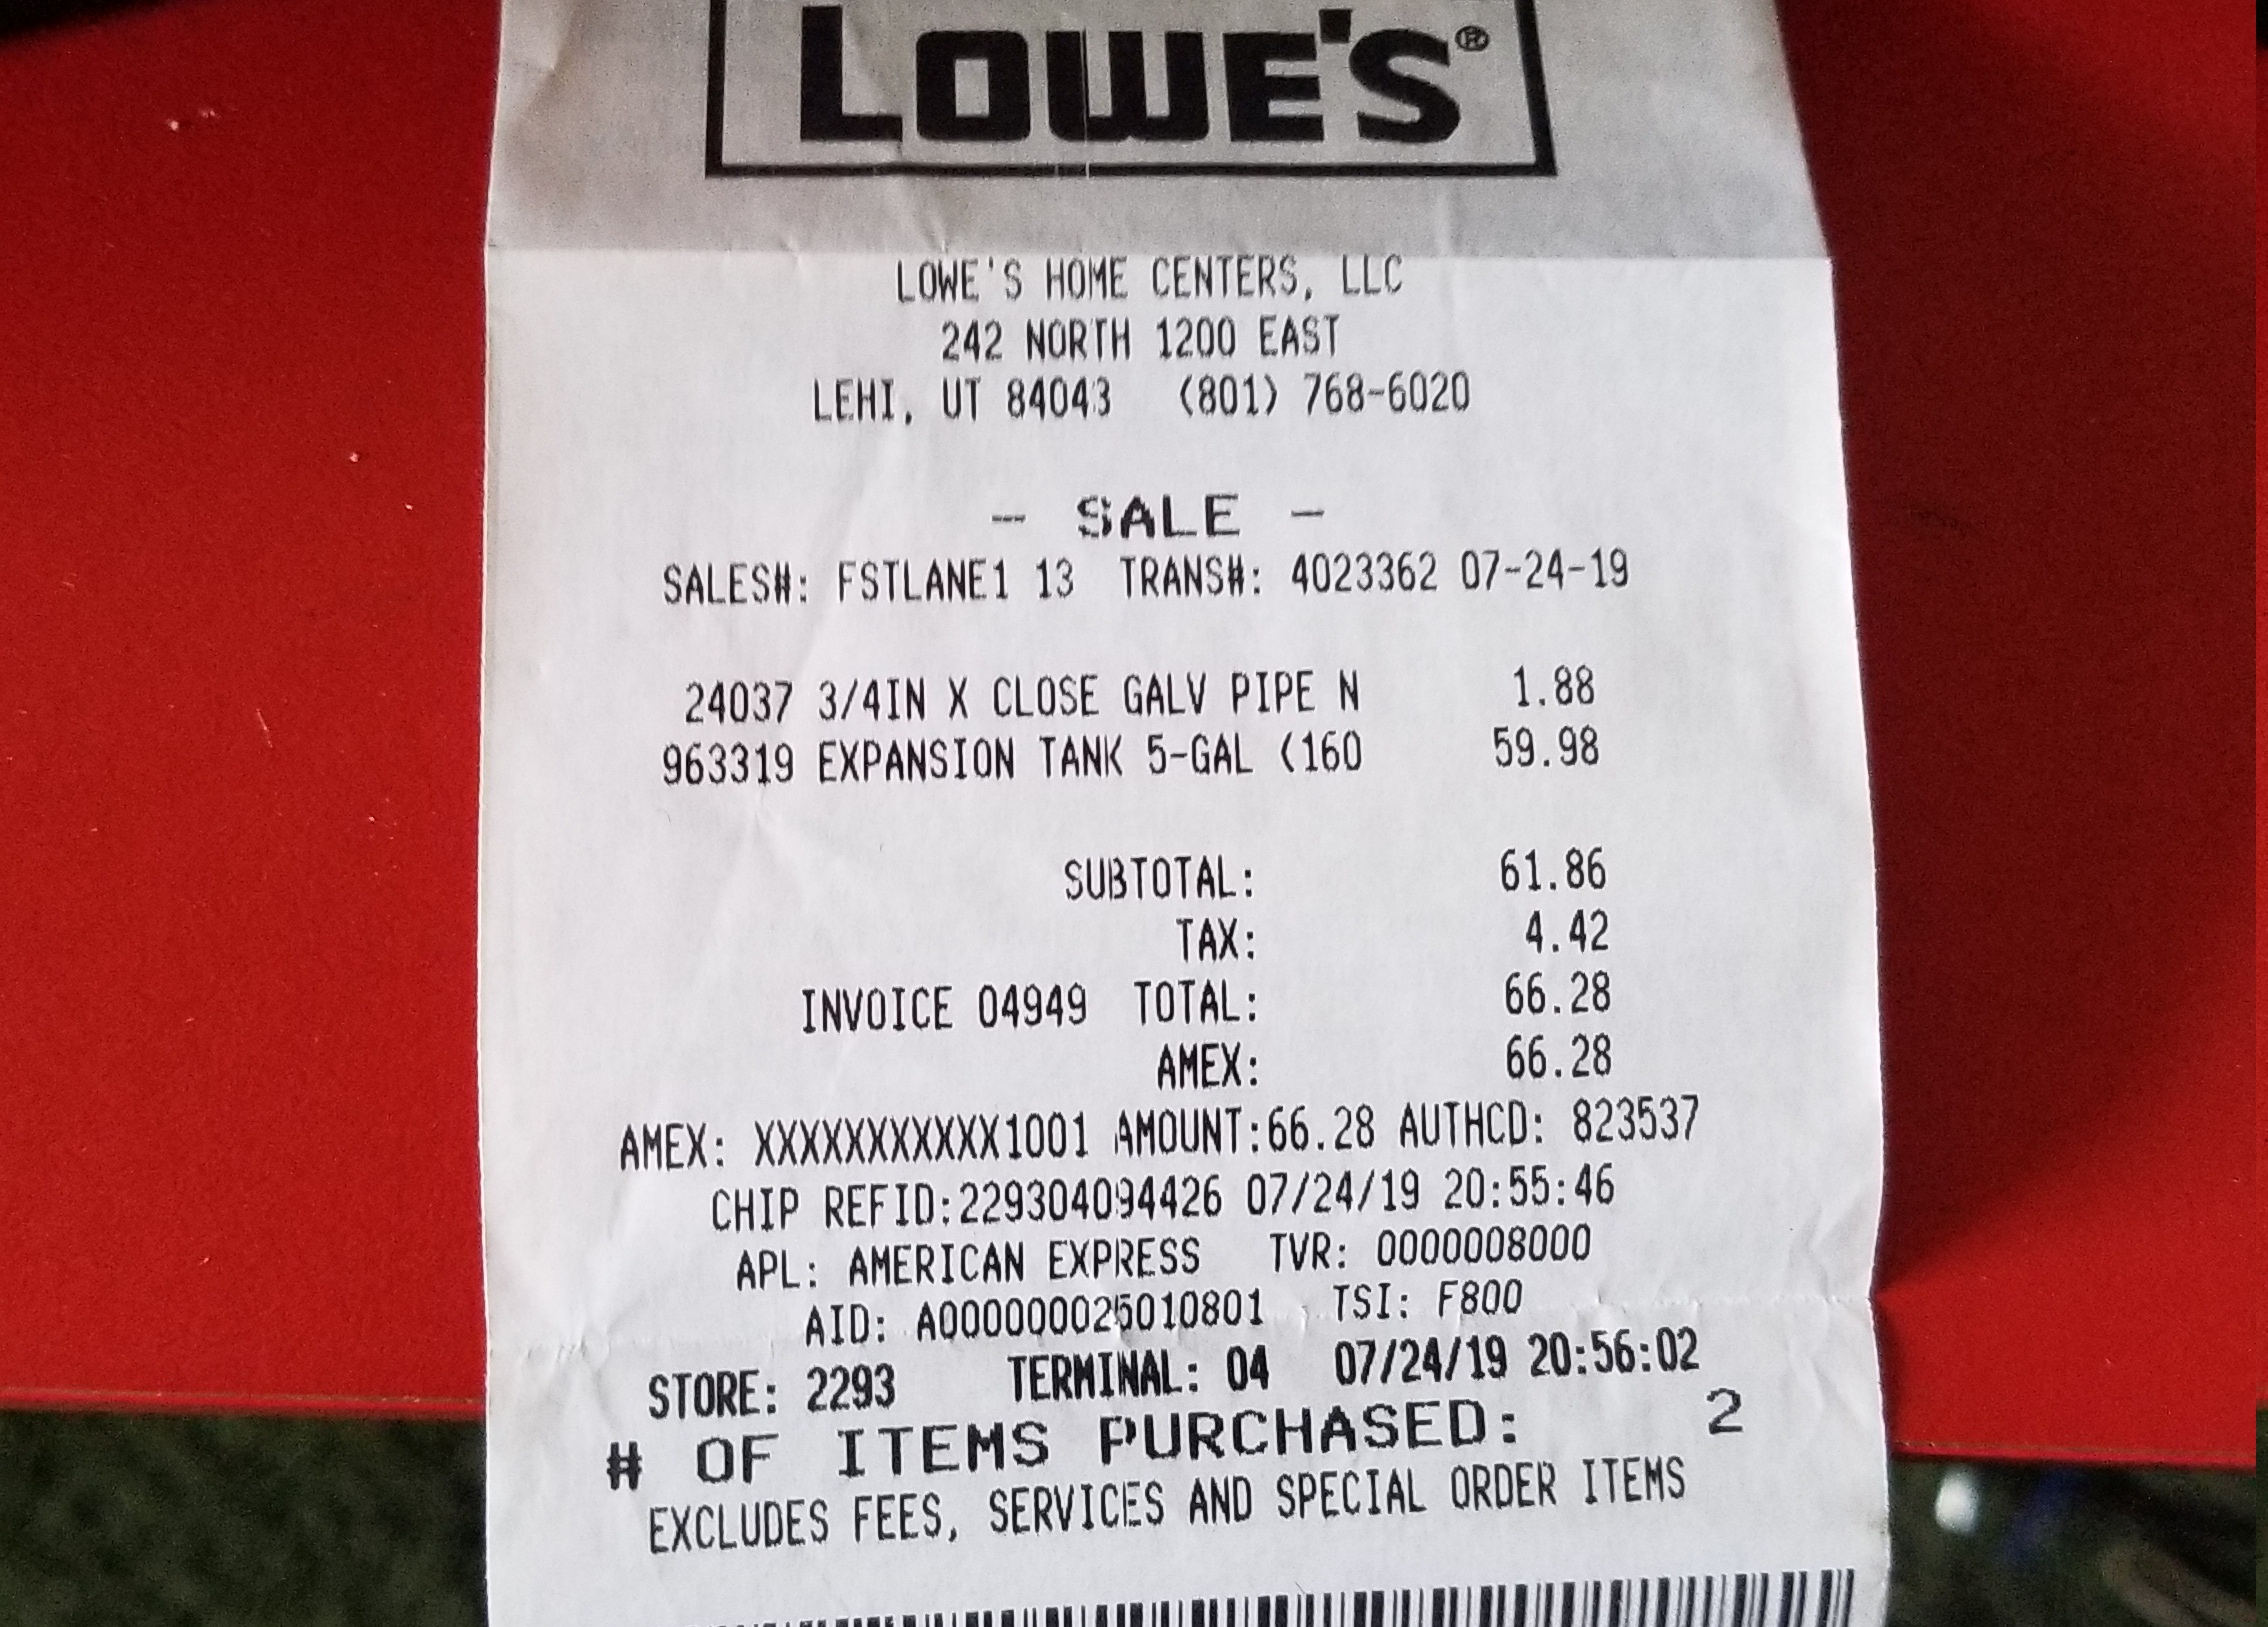 LOWE'S®
LOWE'S HOME CENTERS, LLC
242 NORTH 1200 EAST
LEHI, UT 84043 (801) 768-6020
- SALE -
SALES#: FSTLANE1 13 TRANS#: 4023362 07-24-19
24037 3/4IN X CLOSE GALV PIPE N 1.88
963319 EXPANSION TANK 5-GAL (160 59.98
SUBTOTAL: 61.86
TAX: 4.42
INVOICE 04949 TOTAL: 66.28
AMEX: 66.28
AMEX: XXXXXXXXXXX1001 AMOUNT:66.28 AUTHCD: 823537
CHIP REFID:229304094426 07/24/19 20:55:46
APL: AMERICAN EXPRESS TVR: 0000008000
AID: A000000025010801 TSI: F800
STORE: 2293 TERMINAL: 04 07/24/19 20:56:02
# OF ITEMS PURCHASED: 2
EXCLUDES FEES, SERVICES AND SPECIAL ORDER ITEMS